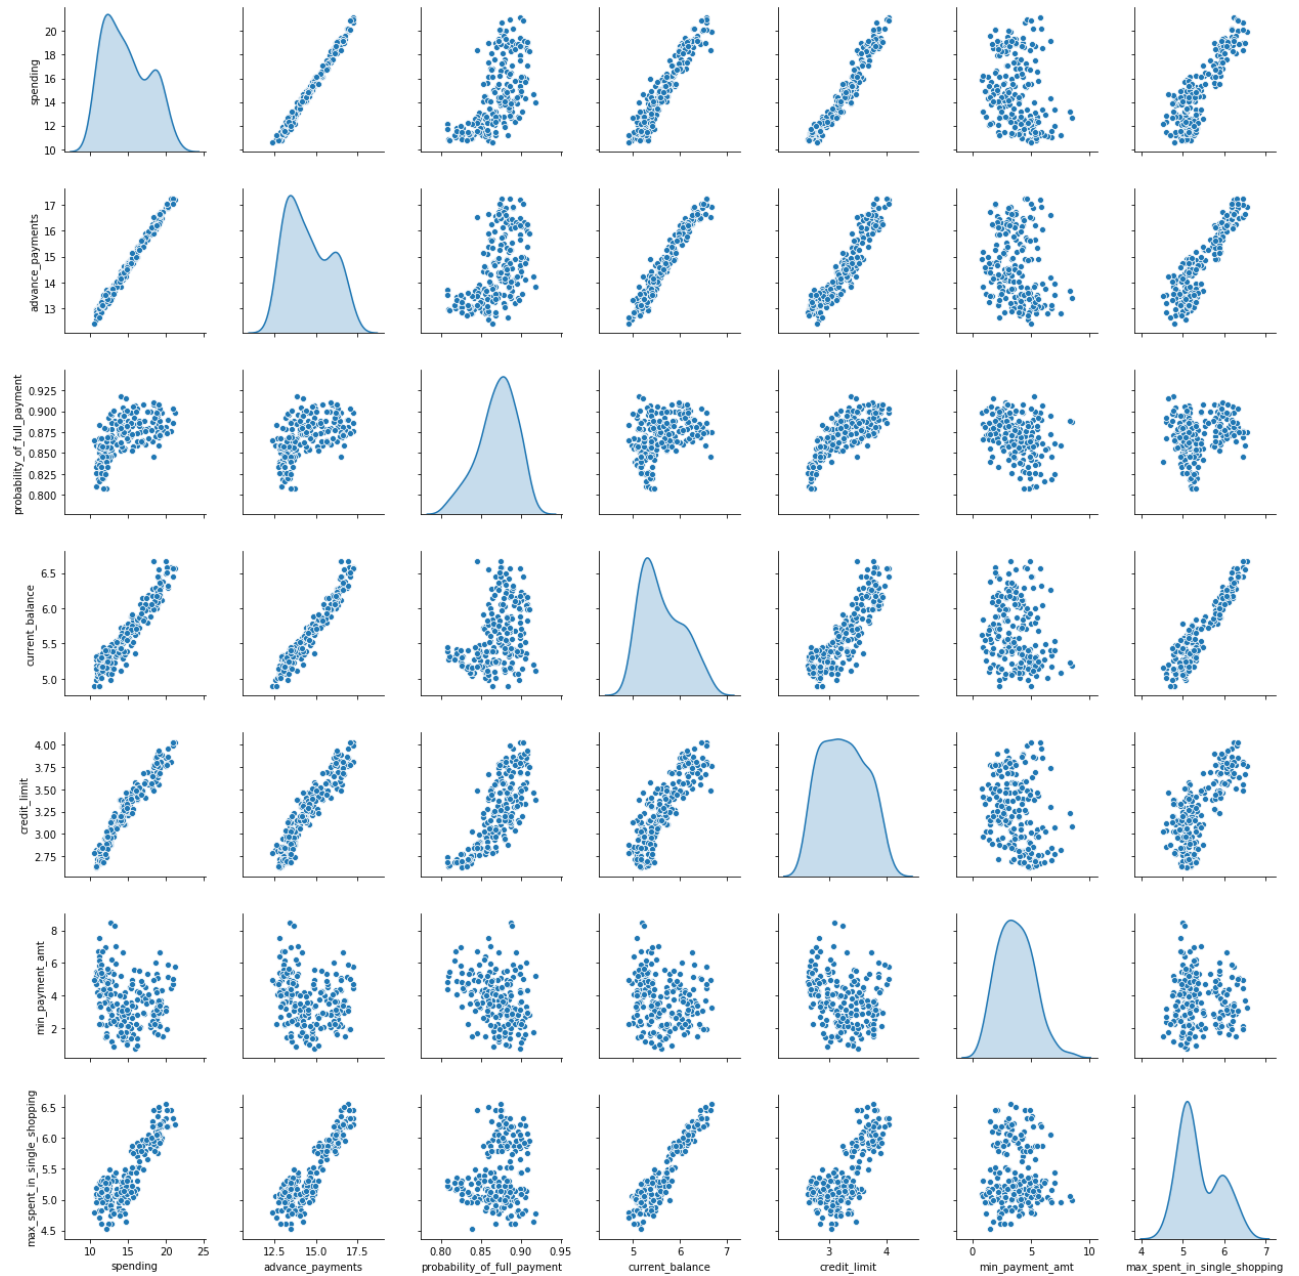 20
18
16
14
12
10
spending
17
16
15
14
13
advance_payments
0.925
0.900
0.875
0.850
0.825
0.800
probability_of_full_payment
6.5
6.0
5.5
5.0
current_balance
4.00
3.75
3.50
3.25
3.00
2.75
credit_limit
8
6
4
2
min_payment_amt
6.5
6.0
5.5
5.0
4.5
max_spent_in_single_shopping
10 15 20 25
spending
12.5 15.0 17.5
advance_payments
0.80 0.85 0.90 0.95
probability_of_full_payment
5 6 7
current_balance
3 4
credit_limit
0 5 10
min_payment_amt
4 5 6 7
max_spent_in_single_shopping